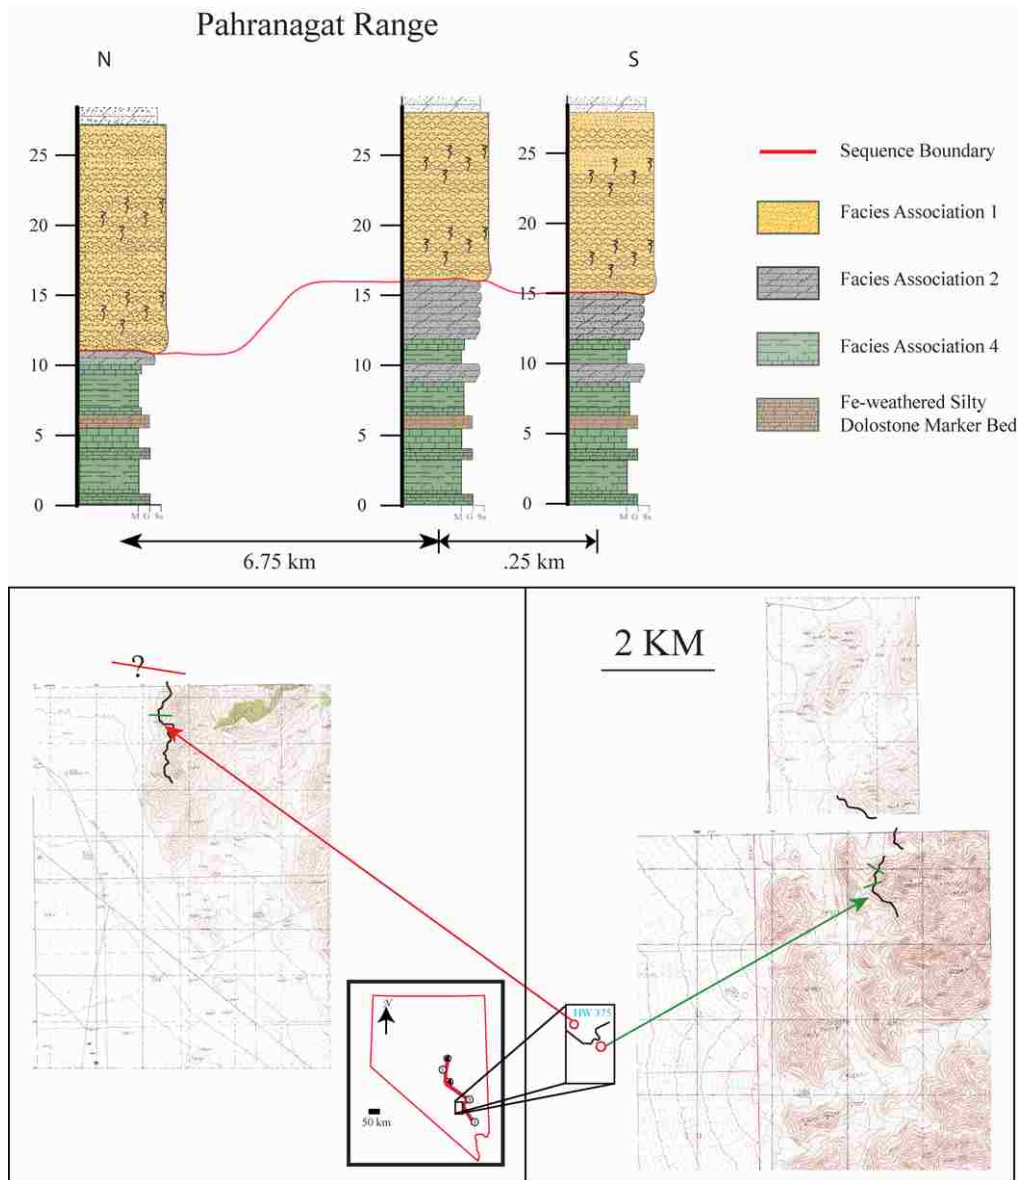 Pahranagat Range
N
S
25
20
15
10
5
0
25
20
15
10
5
0
25
20
15
10
5
0
M G Ss
M G Ss
M G Ss
6.75 km
.25 km
Sequence Boundary
Facies Association 1
Facies Association 2
Facies Association 4
Fe-weathered Silty
Dolostone Marker Bed
?
2 KM
HW 375
N
50 km